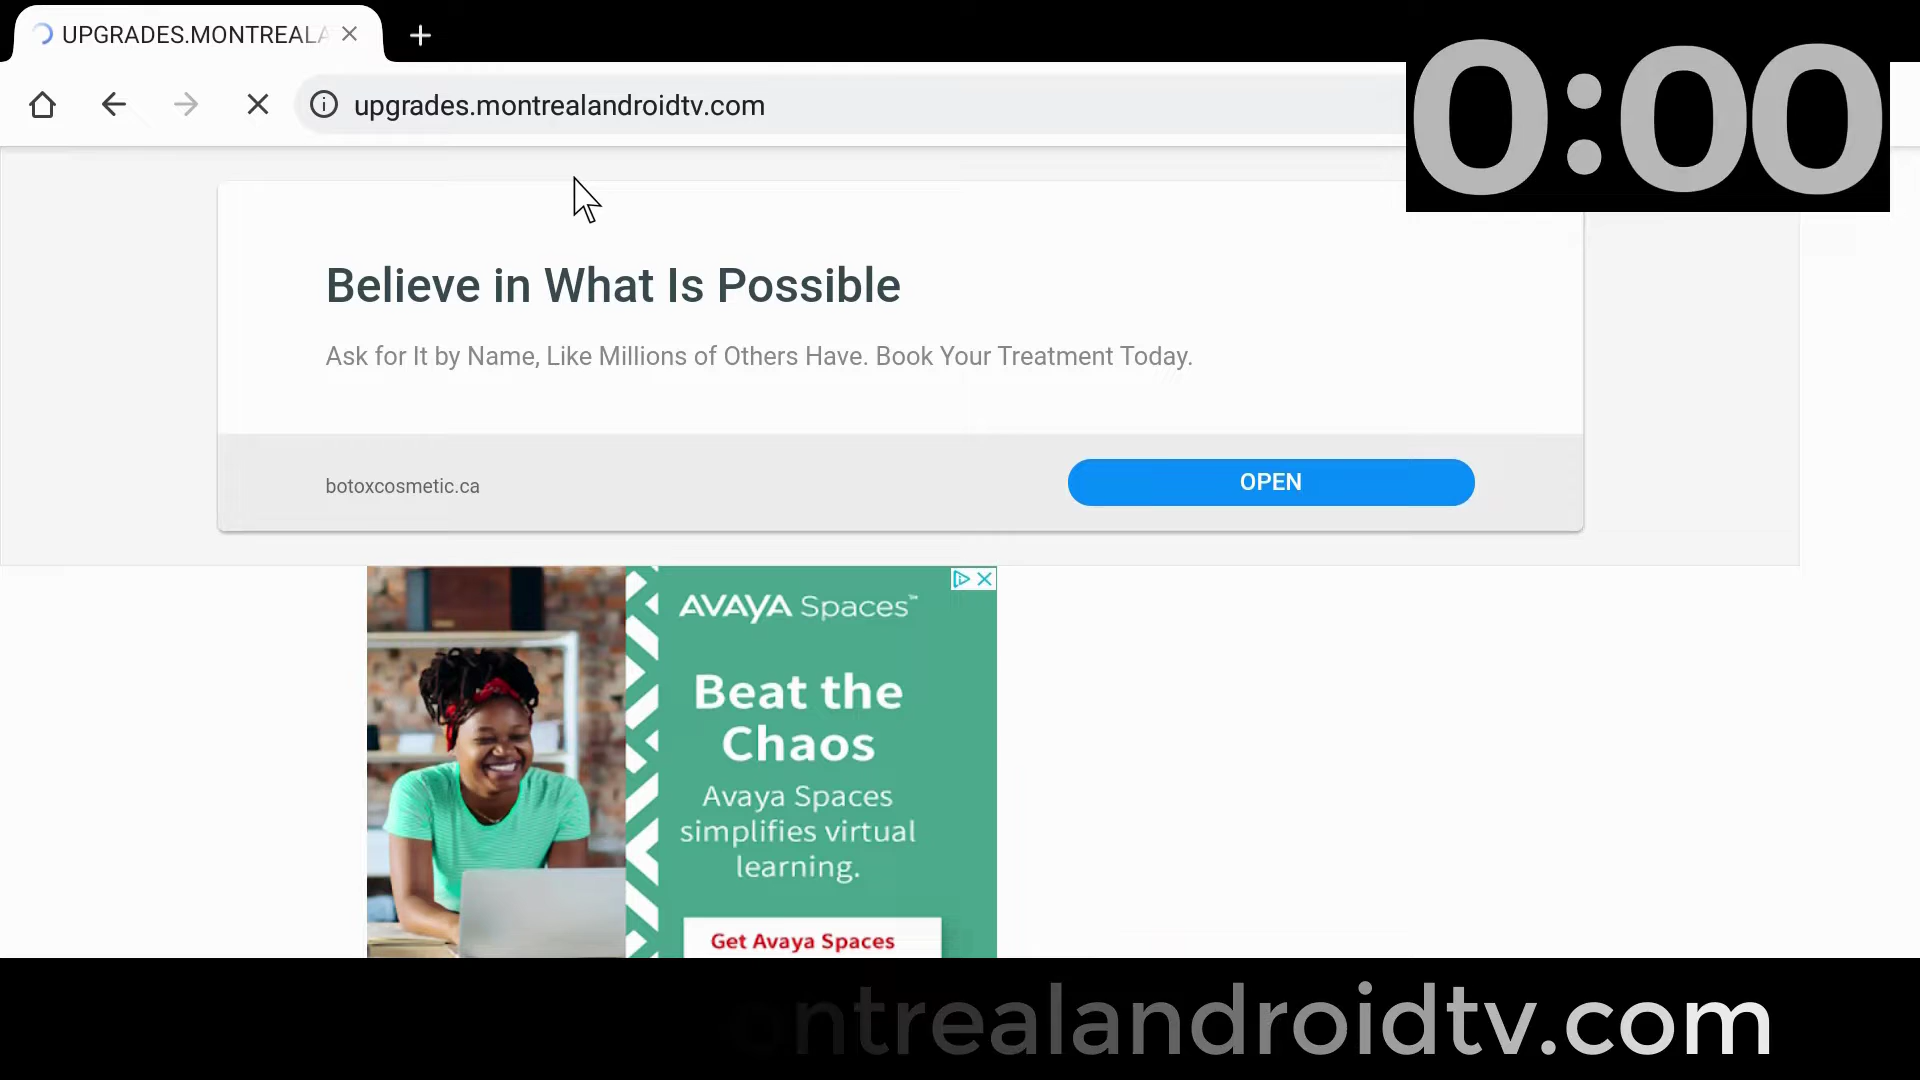 UPGRADES.MONTREALA
upgrades.montrealandroidtv.com
0:00
Believe in What Is Possible
Ask for It by Name, Like Millions of Others Have. Book Your Treatment Today.
botoxcosmetic.ca
OPEN
AVAYA Spaces™
Beat the
Chaos
Avaya Spaces
simplifies virtual
learning.
Get Avaya Spaces
ontrealandroidtv.com